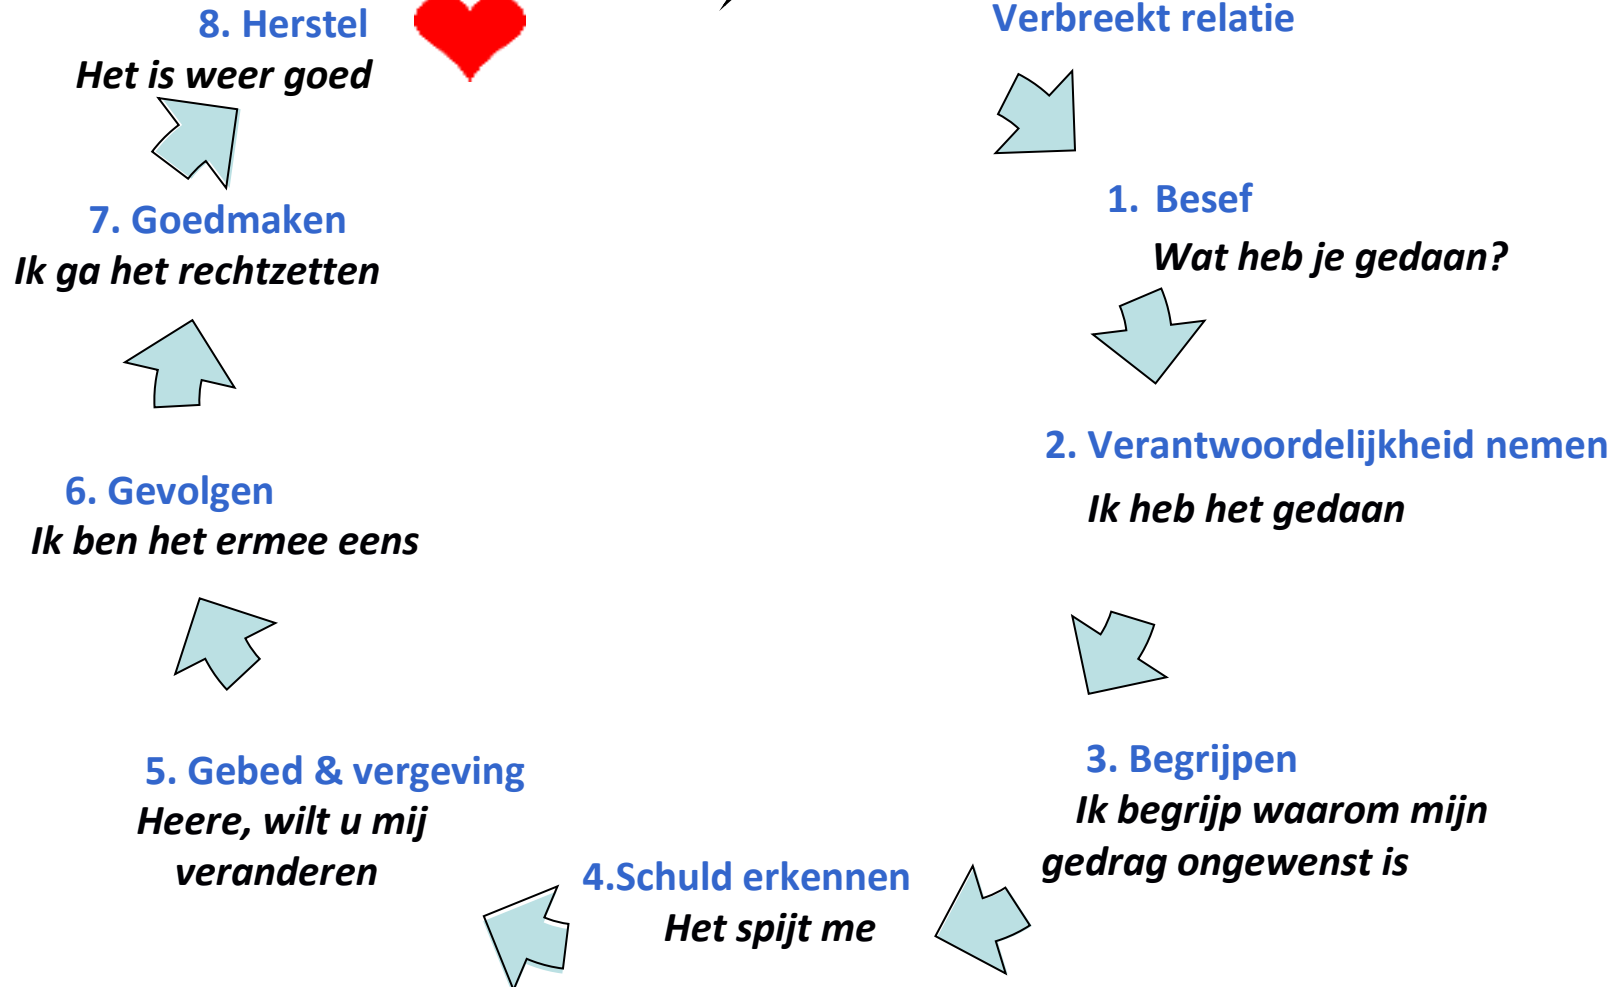 Verbreekt relatie
1. Besef
Wat heb je gedaan?
2. Verantwoordelijkheid nemen
Ik heb het gedaan
3. Begrijpen
Ik begrijp waarom mijn
gedrag ongewenst is
4.Schuld erkennen
Het spijt me
5. Gebed & vergeving
Heere, wilt u mij
veranderen
6. Gevolgen
Ik ben het ermee eens
7. Goedmaken
Ik ga het rechtzetten
8. Herstel
Het is weer goed